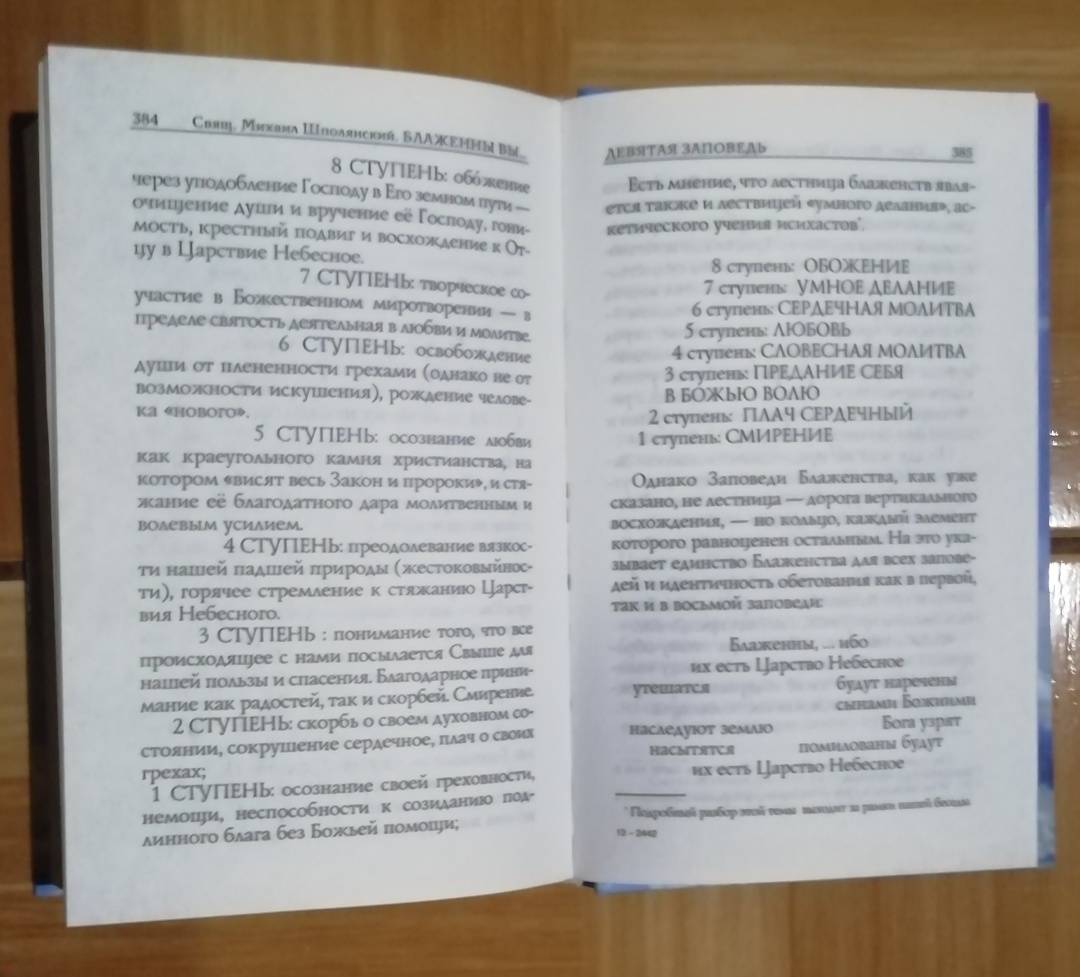 384 Свящ. Михаил Шполянский. БЛАЖЕННЫ ВЫ...
8 СТУПЕНЬ: обо́жение
через уподобление Господу в Его земном пути —
очищение души и вручение её Господу, гони-
мость, крестный подвиг и восхождение к От-
цу в Царствие Небесное.
7 СТУПЕНЬ: творческое со-
участие в Божественном миротворении — в
пределе святость деятельная в любви и молитве.
6 СТУПЕНЬ: освобождение
души от плененности грехами (однако не от
возможности искушения), рождение челове-
ка «нового».
5 СТУПЕНЬ: осознание любви
как краеугольного камня христианства, на
котором «висят весь Закон и пророки», и стя-
жание её благодатного дара молитвенным и
волевым усилием.
4 СТУПЕНЬ: преодолевание вязкос-
ти нашей падшей природы (жестоковыйнос-
ти), горячее стремление к стяжанию Царст-
вия Небесного.
3 СТУПЕНЬ : понимание того, что все
происходящее с нами посылается Свыше для
нашей пользы и спасения. Благодарное прини-
мание как радостей, так и скорбей. Смирение.
2 СТУПЕНЬ: скорбь о своем духовном со-
стоянии, сокрушение сердечное, плач о своих
грехах;
1 СТУПЕНЬ: осознание своей греховности,
немощи, неспособности к созиданию под-
линного блага без Божьей помощи;
ДЕВЯТАЯ ЗАПОВЕДЬ 385
Есть мнение, что лестница блаженств явля-
ется также и лествицей «умного делания», ас-
кетического учения исихастов*.
8 ступень: ОБОЖЕНИЕ
7 ступень: УМНОЕ ДЕЛАНИЕ
6 ступень: СЕРДЕЧНАЯ МОЛИТВА
5 ступень: ЛЮБОВЬ
4 ступень: СЛОВЕСНАЯ МОЛИТВА
3 ступень: ПРЕДАНИЕ СЕБЯ
В БОЖЬЮ ВОЛЮ
2 ступень: ПЛАЧ СЕРДЕЧНЫЙ
1 ступень: СМИРЕНИЕ
Однако Заповеди Блаженства, как уже
сказано, не лестница — дорога вертикального
восхождения, — но кольцо, каждый элемент
которого равноценен остальным. На это ука-
зывает единство Блаженства для всех запове-
дей и идентичность обетования как в первой,
так и в восьмой заповеди:
Блаженны, ... ибо
их есть Царство Небесное
утешатся будут наречены
сынами Божиими
наследуют землю Бога узрят
насытятся помилованы будут
их есть Царство Небесное
* Подробный разбор этой темы выходит за рамки нашей беседы
12 – 2442